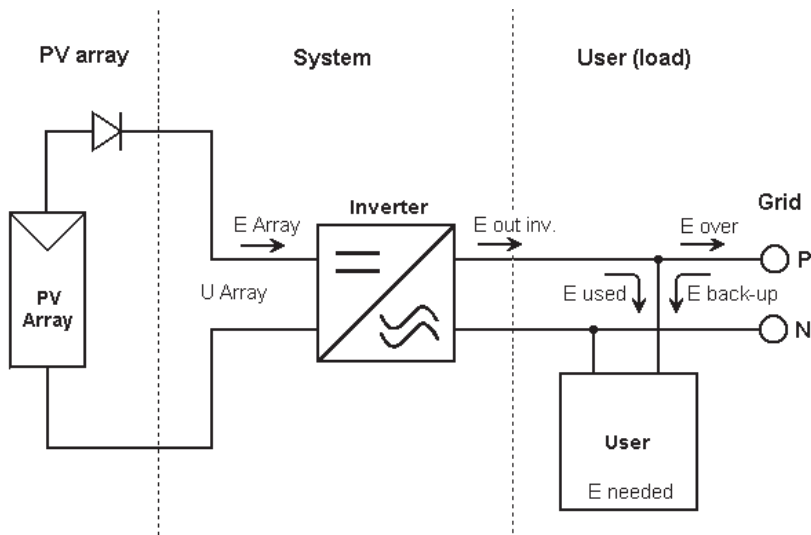 PV array
System
User (load)
Inverter
Grid
E Array
E out inv.
E over
P
U Array
E used
E back-up
PV
Array
N
User
E needed